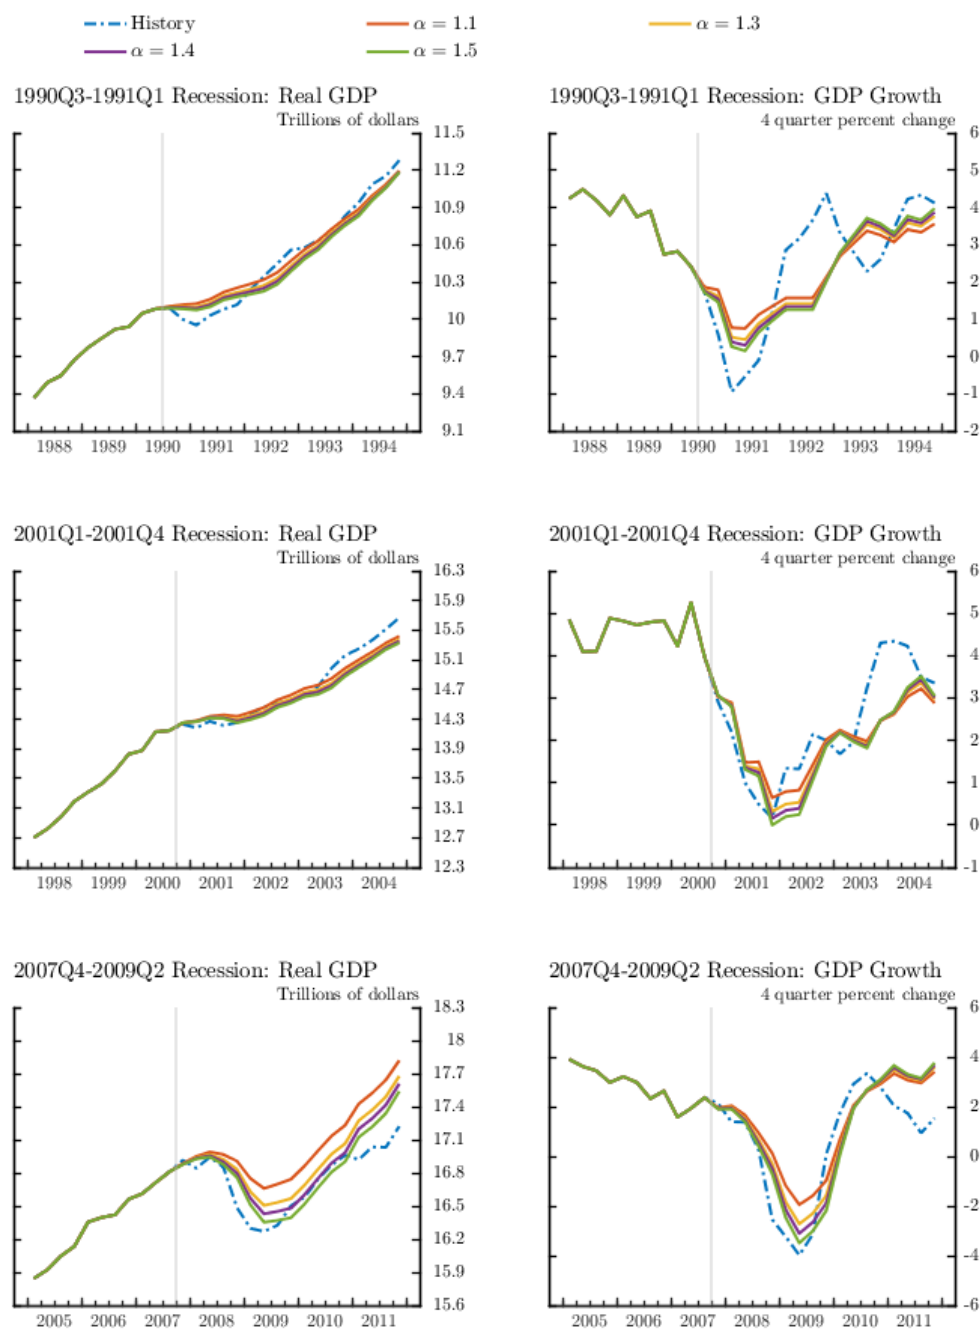 History α = 1.1 α = 1.3
α = 1.4 α = 1.5
1990Q3-1991Q1 Recession: Real GDP
Trillions of dollars
11.5
11.2
10.9
10.6
10.3
10
9.7
9.4
9.1
1988 1989 1990 1991 1992 1993 1994
1990Q3-1991Q1 Recession: GDP Growth
4 quarter percent change
6
5
4
3
2
1
0
-1
-2
1988 1989 1990 1991 1992 1993 1994
2001Q1-2001Q4 Recession: Real GDP
Trillions of dollars
16.3
15.9
15.5
15.1
14.7
14.3
13.9
13.5
13.1
12.7
12.3
1998 1999 2000 2001 2002 2003 2004
2001Q1-2001Q4 Recession: GDP Growth
4 quarter percent change
6
5
4
3
2
1
0
-1
1998 1999 2000 2001 2002 2003 2004
2007Q4-2009Q2 Recession: Real GDP
Trillions of dollars
18.3
18
17.7
17.4
17.1
16.8
16.5
16.2
15.9
15.6
2005 2006 2007 2008 2009 2010 2011
2007Q4-2009Q2 Recession: GDP Growth
4 quarter percent change
6
4
2
0
-2
-4
-6
2005 2006 2007 2008 2009 2010 2011